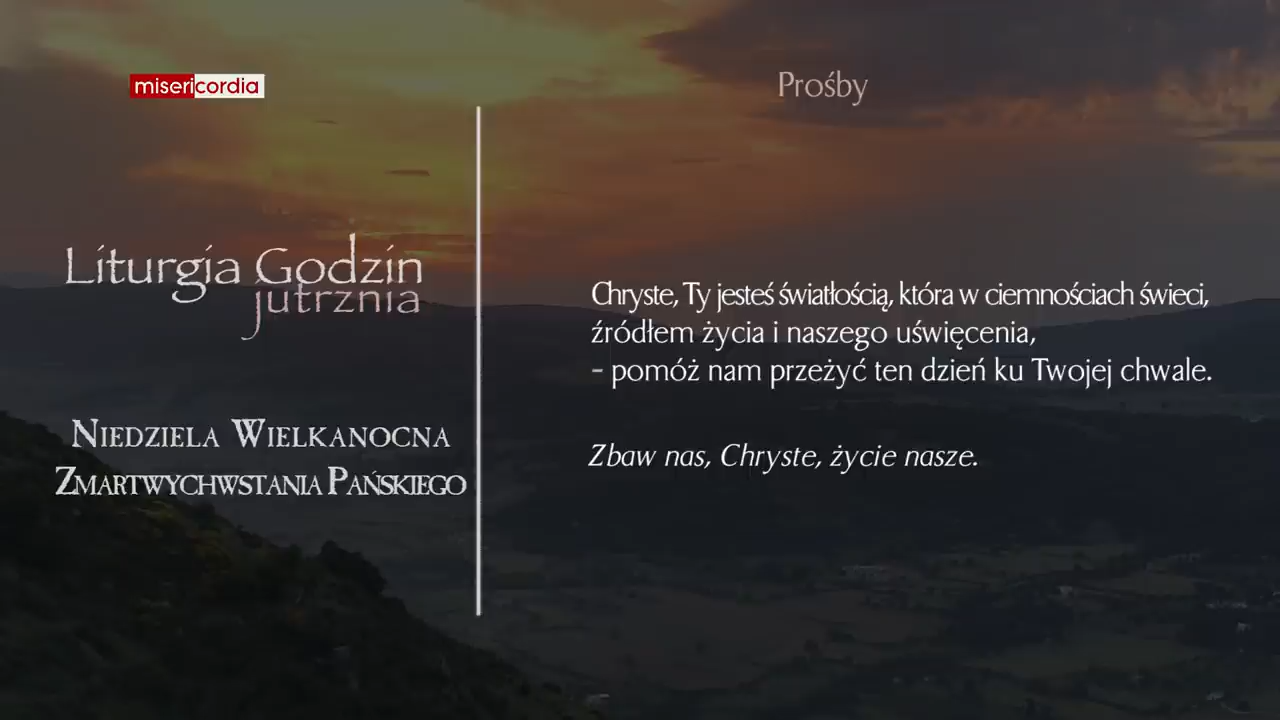 misericordia
Liturgia Godzin
jutrznia
Niedziela Wielkanocna
Zmartwychwstania Pańskiego
Prośby
Chryste, Ty jesteś światłością, która w ciemnościach świeci,
źródłem życia i naszego uświęcenia,
- pomóż nam przeżyć ten dzień ku Twojej chwale.
Zbaw nas, Chryste, życie nasze.